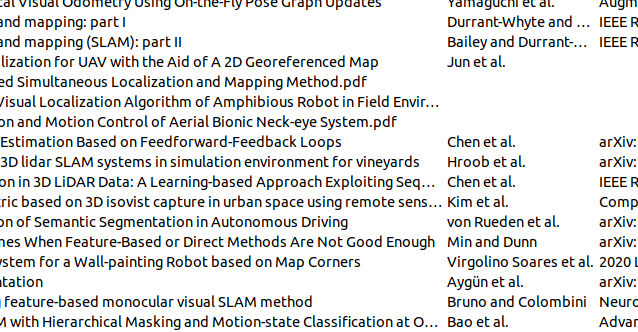 cal Visual Odometry Using On-the-Fly Pose Graph Updates Yamaguchi et al. Augm
and mapping: part I Durrant-Whyte and ... IEEE R
and mapping (SLAM): part II Bailey and Durrant-... IEEE R
lization for UAV with the Aid of A 2D Georeferenced Map Jun et al.
ed Simultaneous Localization and Mapping Method.pdf
Visual Localization Algorithm of Amphibious Robot in Field Envir...
on and Motion Control of Aerial Bionic Neck-eye System.pdf
Estimation Based on Feedforward-Feedback Loops Chen et al. arXiv:
3D lidar SLAM systems in simulation environment for vineyards Hroob et al. arXiv:
on in 3D LiDAR Data: A Learning-based Approach Exploiting Seq... Chen et al. IEEE R
tric based on 3D isovist capture in urban space using remote sens... Kim et al. Comp
on of Semantic Segmentation in Autonomous Driving von Rueden et al. arXiv:
mes When Feature-Based or Direct Methods Are Not Good Enough Min and Dunn arXiv:
ystem for a Wall-painting Robot based on Map Corners Virgolino Soares et al. 2020 L
ntation Aygün et al. arXiv:
g feature-based monocular visual SLAM method Bruno and Colombini Neuro
M with Hierarchical Masking and Motion-state Classification at O... Bao et al. Advan